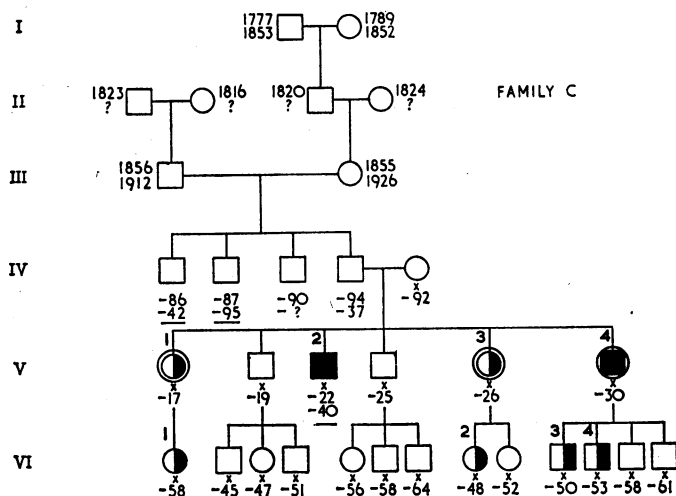 I
1777 1789
1853 1852
II
1823 1816 1820 1824 FAMILY C
? ? ? ?
III
1856 1855
1912 1926
IV
x
-86 -87 -90 -94 -92
-42 -95 -? -37
1 2 3 4
V
x x x x x x
-17 -19 -22 -25 -26 -30
-40
1 2 3 4
VI
x x x x x x x x x x x x x x
-58 -45 -47 -51 -56 -58 -64 -48 -52 -50 -53 -58 -61